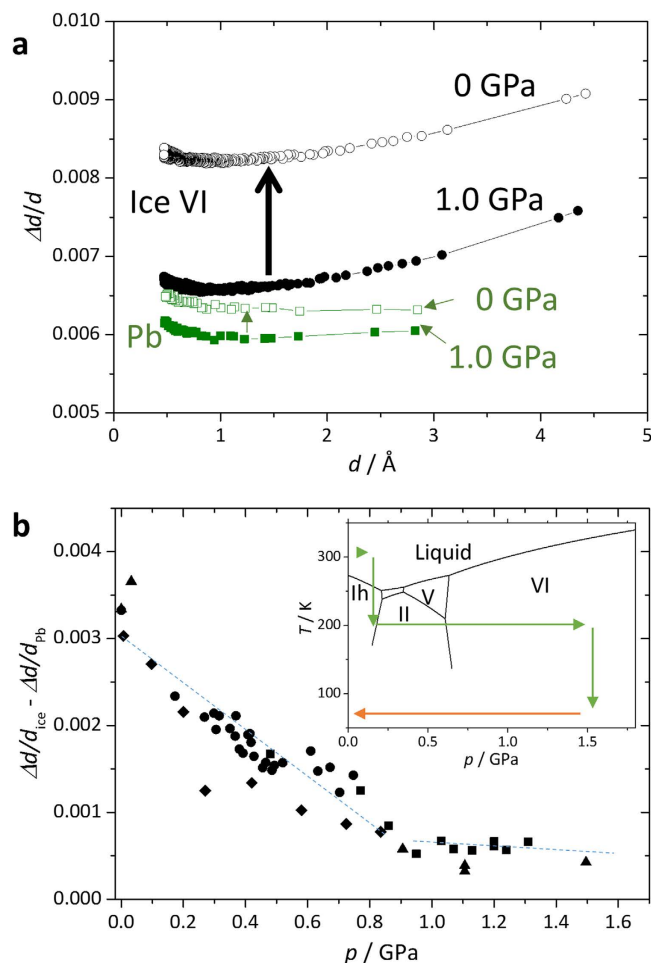 a
0.010
0.009
0.008
0.007
0.006
0.005
Δd/d
0 GPa
Ice VI
1.0 GPa
0 GPa
Pb
1.0 GPa
0 1 2 3 4 5
d / Å
b
0.004
0.003
0.002
0.001
0.000
Δd/d_ice - Δd/d_Pb
300
200
100
T / K
Liquid
Ih
V
VI
II
0.0 0.5 1.0 1.5
p / GPa
0.0 0.2 0.4 0.6 0.8 1.0 1.2 1.4 1.6
p / GPa